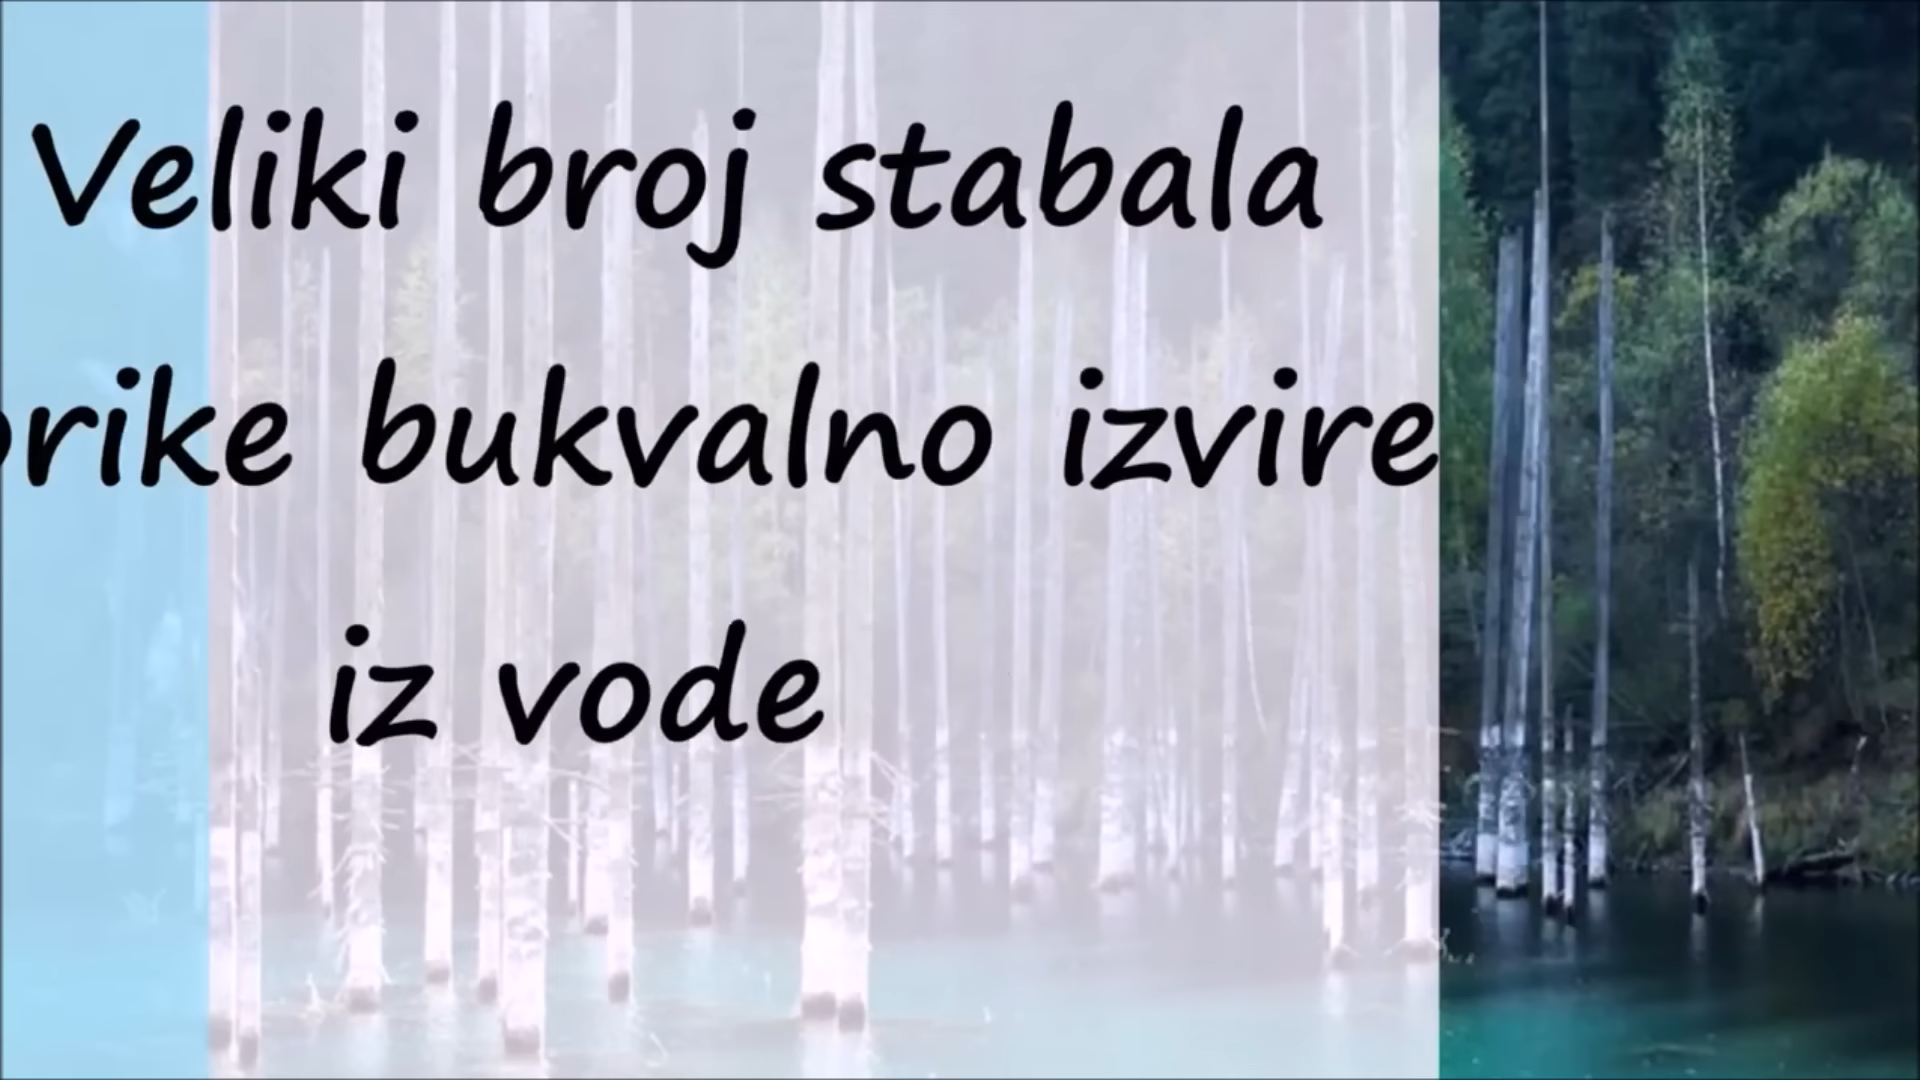 Veliki broj stabala
bukvalno izvire
iz vode